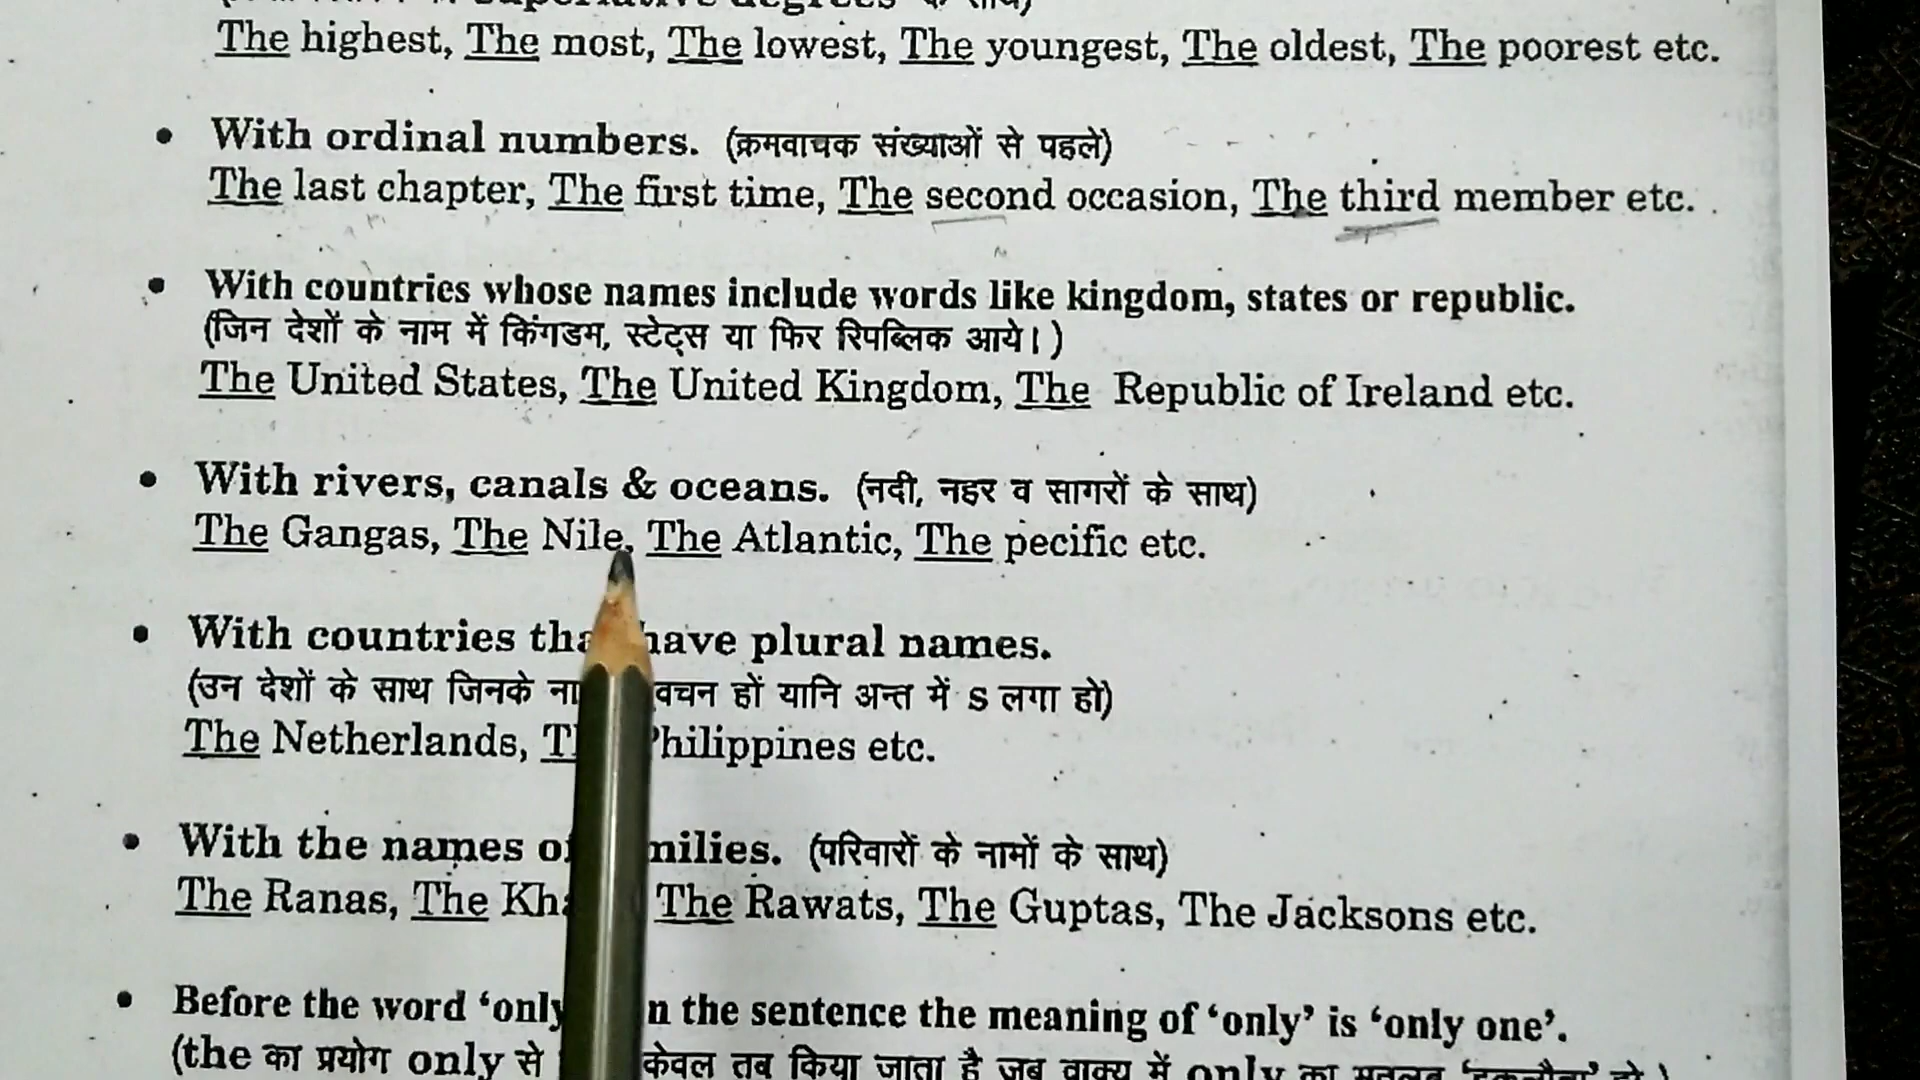 superlative degrees के साथ)
The highest, The most, The lowest, The youngest, The oldest, The poorest etc.
• With ordinal numbers. (क्रमवाचक संख्याओं से पहले)
The last chapter, The first time, The second occasion, The third member etc.
• With countries whose names include words like kingdom, states or republic.
(जिन देशों के नाम में किंगडम, स्टेट्स या फिर रिपब्लिक आये।)
The United States, The United Kingdom, The Republic of Ireland etc.
• With rivers, canals & oceans. (नदी, नहर व सागरों के साथ)
The Gangas, The Nile, The Atlantic, The pecific etc.
• With countries have plural names.
(उन देशों के साथ जिनके वचन हों यानि अन्त में S लगा हो)
The Netherlands, Philippines etc.
• With the names (परिवारों के नामों के साथ)
The Ranas, The The Rawats, The Guptas, The Jacksons etc.
• Before the word ‘only the sentence the meaning of ‘only’ is ‘only one’.
(the का प्रयोग only से केवल तब किया जाता है जब वाक्य में only का मतलब ‘इकलौता’ हो।)